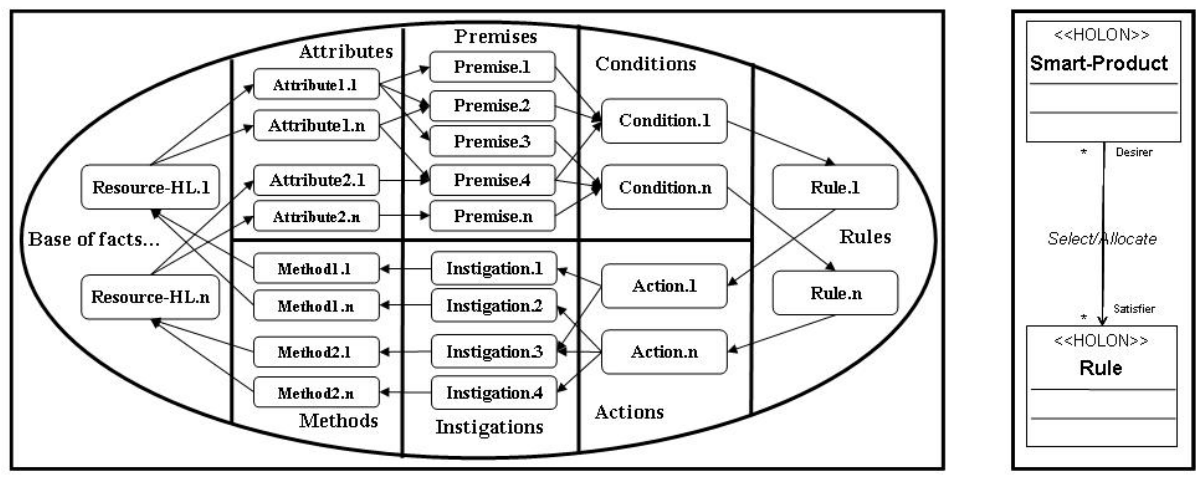 Attributes
Premises
Conditions
Attribute1.1
Attribute1.n
Attribute2.1
Attribute2.n
Premise.1
Premise.2
Premise.3
Premise.4
Premise.n
Condition.1
Condition.n
Resource-HL.1
Base of facts...
Resource-HL.n
Rule.1
Rules
Rule.n
Method1.1
Method1.n
Method2.1
Method2.n
Methods
Instigation.1
Instigation.2
Instigation.3
Instigation.4
Instigations
Action.1
Action.n
Actions
<<HOLON>>
Smart-Product
* Desirer
Select/Allocate
* Satisfier
<<HOLON>>
Rule